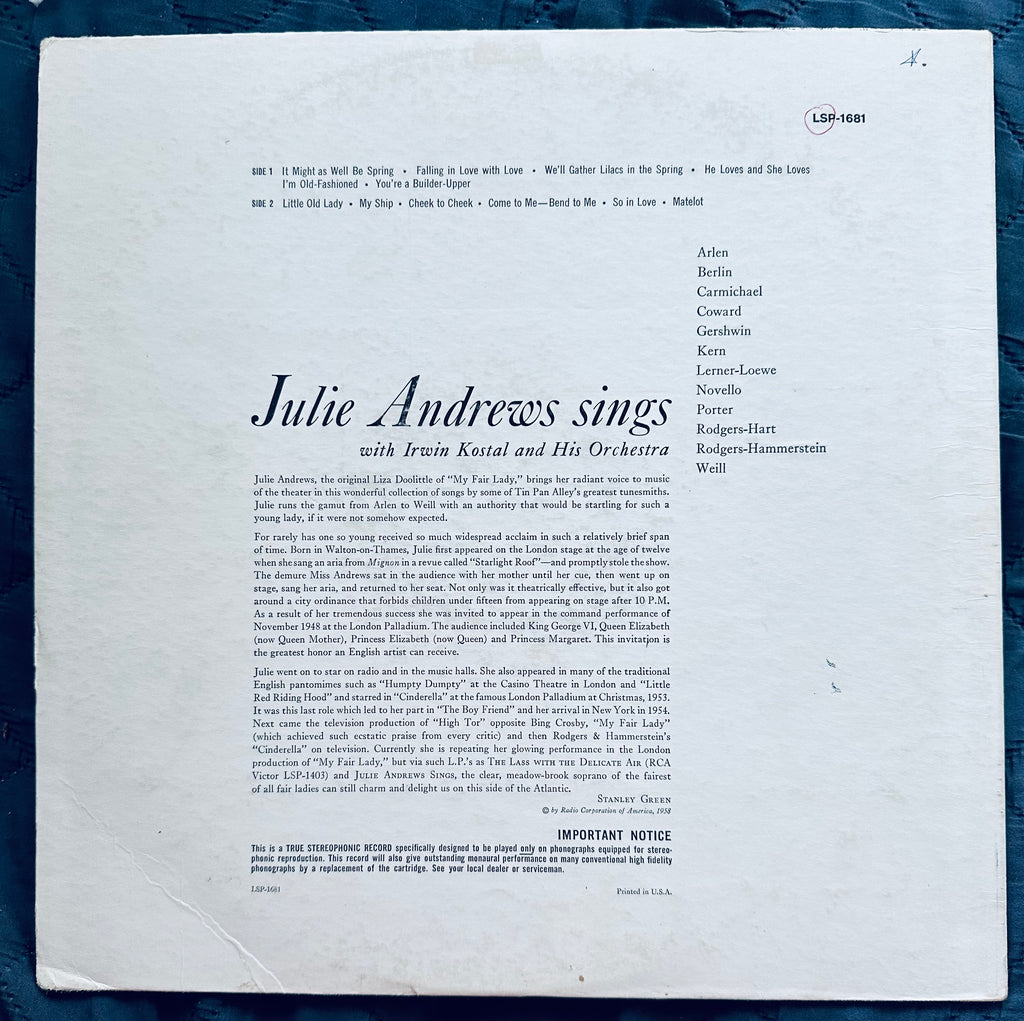 LSP-1681
SIDE 1 It Might as Well Be Spring • Falling in Love with Love • We'll Gather Lilacs in the Spring • He Loves and She Loves
I'm Old-Fashioned • You're a Builder-Upper
SIDE 2 Little Old Lady • My Ship • Cheek to Cheek • Come to Me—Bend to Me • So in Love • Matelot
Arlen
Berlin
Carmichael
Coward
Gershwin
Kern
Lerner-Loewe
Novello
Porter
Rodgers-Hart
Rodgers-Hammerstein
Weill
Julie Andrews sings
with Irwin Kostal and His Orchestra
Julie Andrews, the original Liza Doolittle of "My Fair Lady," brings her radiant voice to music
of the theater in this wonderful collection of songs by some of Tin Pan Alley's greatest tunesmiths.
Julie runs the gamut from Arlen to Weill with an authority that would be startling for such a
young lady, if it were not somehow expected.
For rarely has one so young received so much widespread acclaim in such a relatively brief span
of time. Born in Walton-on-Thames, Julie first appeared on the London stage at the age of twelve
when she sang an aria from Mignon in a revue called "Starlight Roof"—and promptly stole the show.
The demure Miss Andrews sat in the audience with her mother until her cue, then went up on
stage, sang her aria, and returned to her seat. Not only was it theatrically effective, but it also got
around a city ordinance that forbids children under fifteen from appearing on stage after 10 P.M.
As a result of her tremendous success she was invited to appear in the command performance of
November 1948 at the London Palladium. The audience included King George VI, Queen Elizabeth
(now Queen Mother), Princess Elizabeth (now Queen) and Princess Margaret. This invitation is
the greatest honor an English artist can receive.
Julie went on to star on radio and in the music halls. She also appeared in many of the traditional
English pantomimes such as "Humpty Dumpty" at the Casino Theatre in London and "Little
Red Riding Hood" and starred in "Cinderella" at the famous London Palladium at Christmas, 1953.
It was this last role which led to her part in "The Boy Friend" and her arrival in New York in 1954.
Next came the television production of "High Tor" opposite Bing Crosby, "My Fair Lady"
(which achieved such ecstatic praise from every critic) and then Rodgers & Hammerstein's
"Cinderella" on television. Currently she is repeating her glowing performance in the London
production of "My Fair Lady," but via such L.P.'s as THE LASS WITH THE DELICATE AIR (RCA
Victor LSP-1403) and JULIE ANDREWS SINGS, the clear, meadow-brook soprano of the fairest
of all fair ladies can still charm and delight us on this side of the Atlantic.
STANLEY GREEN
© by Radio Corporation of America, 1958
IMPORTANT NOTICE
This is a TRUE STEREOPHONIC RECORD specifically designed to be played only on phonographs equipped for stereo-
phonic reproduction. This record will also give outstanding monaural performance on many conventional high fidelity
phonographs by a replacement of the cartridge. See your local dealer or serviceman.
LSP-1681
Printed in U.S.A.